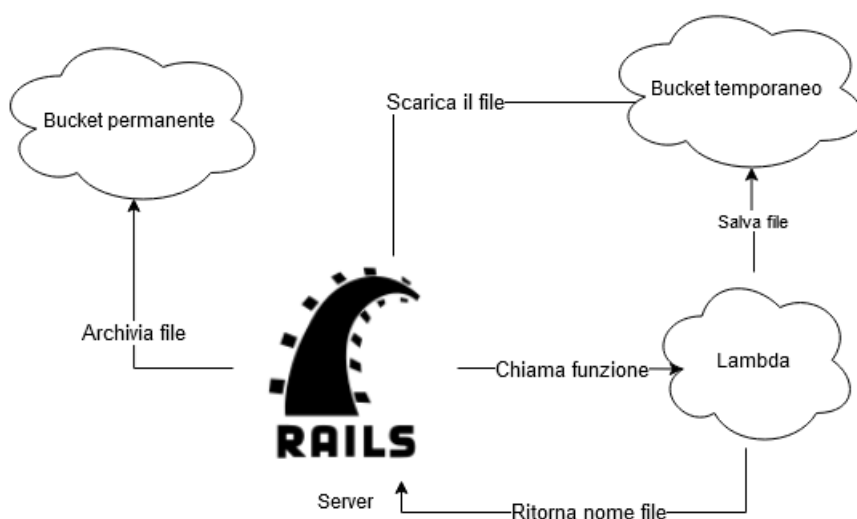 Bucket temporaneo
Scarica il file
Bucket permanente
Salva file
Archivia file
Chiama funzione
Lambda
RAILS
Server
Ritorna nome file